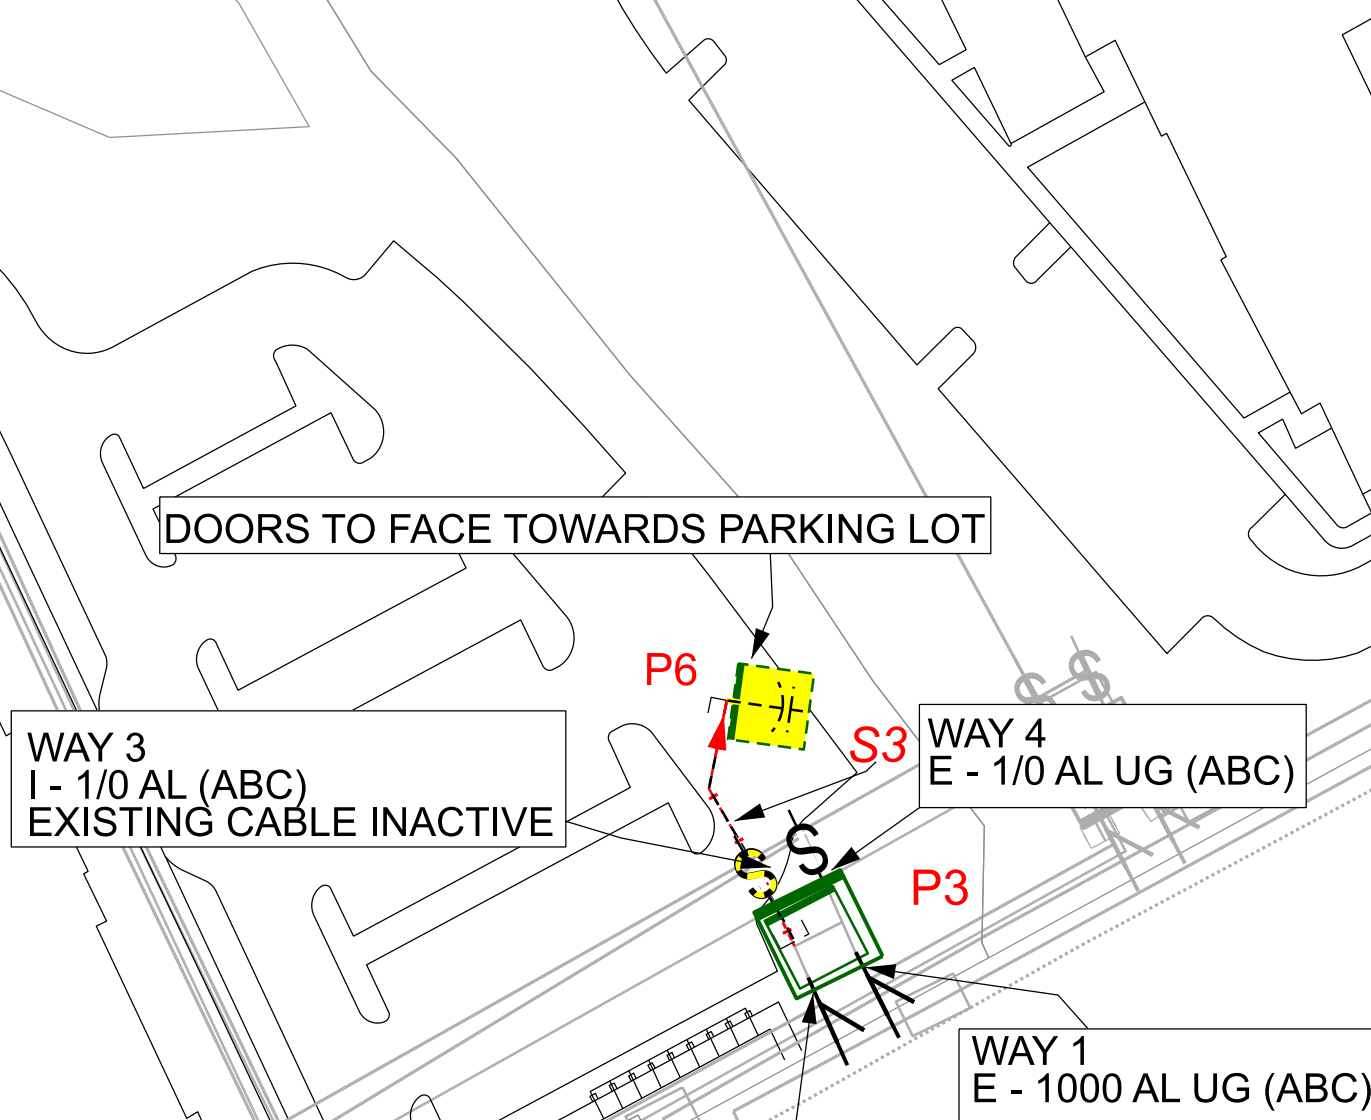 DOORS TO FACE TOWARDS PARKING LOT
P6
S3
WAY 3
I - 1/0 AL (ABC)
EXISTING CABLE INACTIVE
WAY 4
E - 1/0 AL UG (ABC)
S
S
S
S
P3
WAY 1
E - 1000 AL UG (ABC)